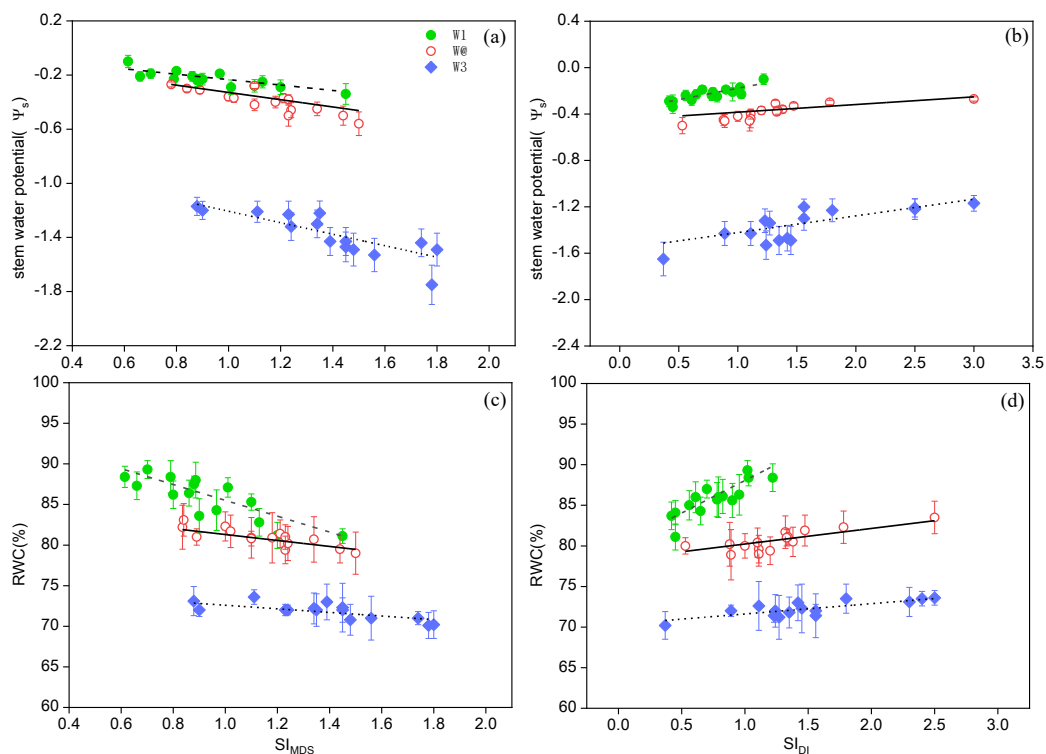 (a)
W1
W@
W3
stem water potential( Ψs)
0.2
-0.2
-0.6
-1.0
-1.4
-1.8
-2.2
0.4 0.6 0.8 1.0 1.2 1.4 1.6 1.8 2.0
(b)
stem water potential( Ψs)
0.4
0.0
-0.4
-0.8
-1.2
-1.6
-2.0
-2.4
0.0 0.5 1.0 1.5 2.0 2.5 3.0 3.5
(c)
RWC(%)
100
95
90
85
80
75
70
65
60
0.4 0.6 0.8 1.0 1.2 1.4 1.6 1.8 2.0
SIMDS
(d)
RWC(%)
100
95
90
85
80
75
70
65
60
0.0 0.5 1.0 1.5 2.0 2.5 3.0
SIDI